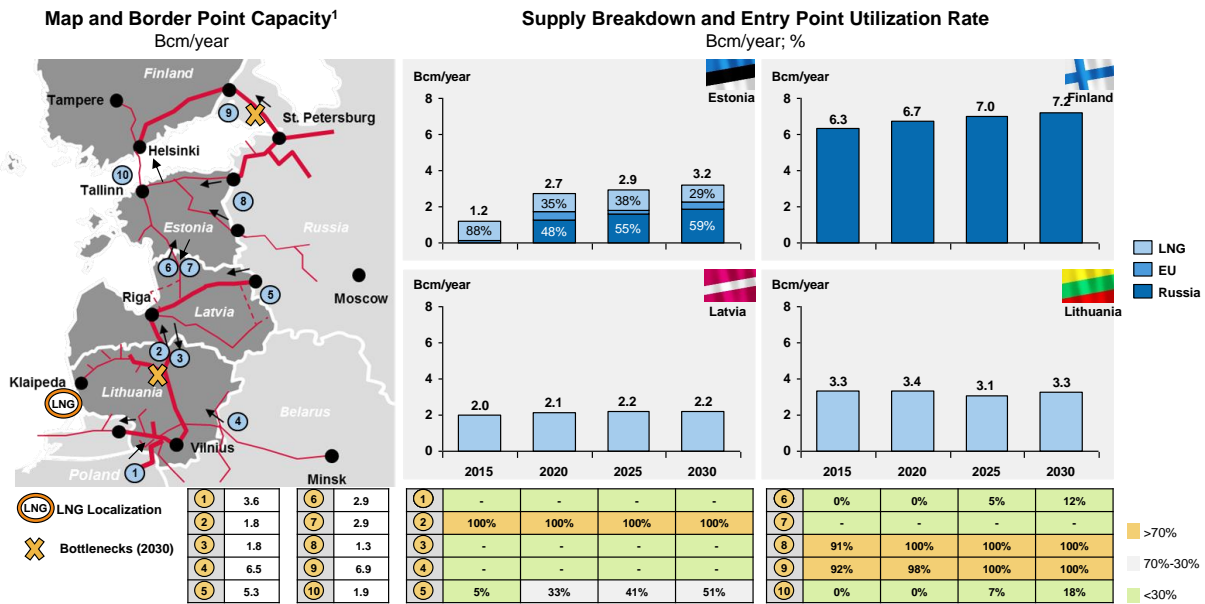 Map and Border Point Capacity1
Bcm/year
Supply Breakdown and Entry Point Utilization Rate
Bcm/year; %
Finland
Tampere
9
St. Petersburg
Helsinki
10
Tallinn
8
Estonia
Russia
6 7
Riga
5
Moscow
Latvia
2 3
Klaipeda
LNG
Lithuania
4
Belarus
Vilnius
Poland
1
Minsk
Bcm/year
Estonia
8
6
4
2
0
1.2
88%
2.7
35%
48%
2.9
38%
55%
3.2
29%
59%
Bcm/year
Finland
8
6
4
2
0
6.3
6.7
7.0
7.2
LNG
EU
Russia
Bcm/year
Latvia
8
6
4
2
0
2.0
2.1
2.2
2.2
2015 2020 2025 2030
Bcm/year
Lithuania
8
6
4
2
0
3.3
3.4
3.1
3.3
2015 2020 2025 2030
LNG LNG Localization
Bottlenecks (2030)
1 3.6
2 1.8
3 1.8
4 6.5
5 5.3
6 2.9
7 2.9
8 1.3
9 6.9
10 1.9
1 - - - -
2 100% 100% 100% 100%
3 - - - -
4 - - - -
5 5% 33% 41% 51%
6 0% 0% 5% 12%
7 - - - -
8 91% 100% 100% 100%
9 92% 98% 100% 100%
10 0% 0% 7% 18%
>70%
70%-30%
<30%